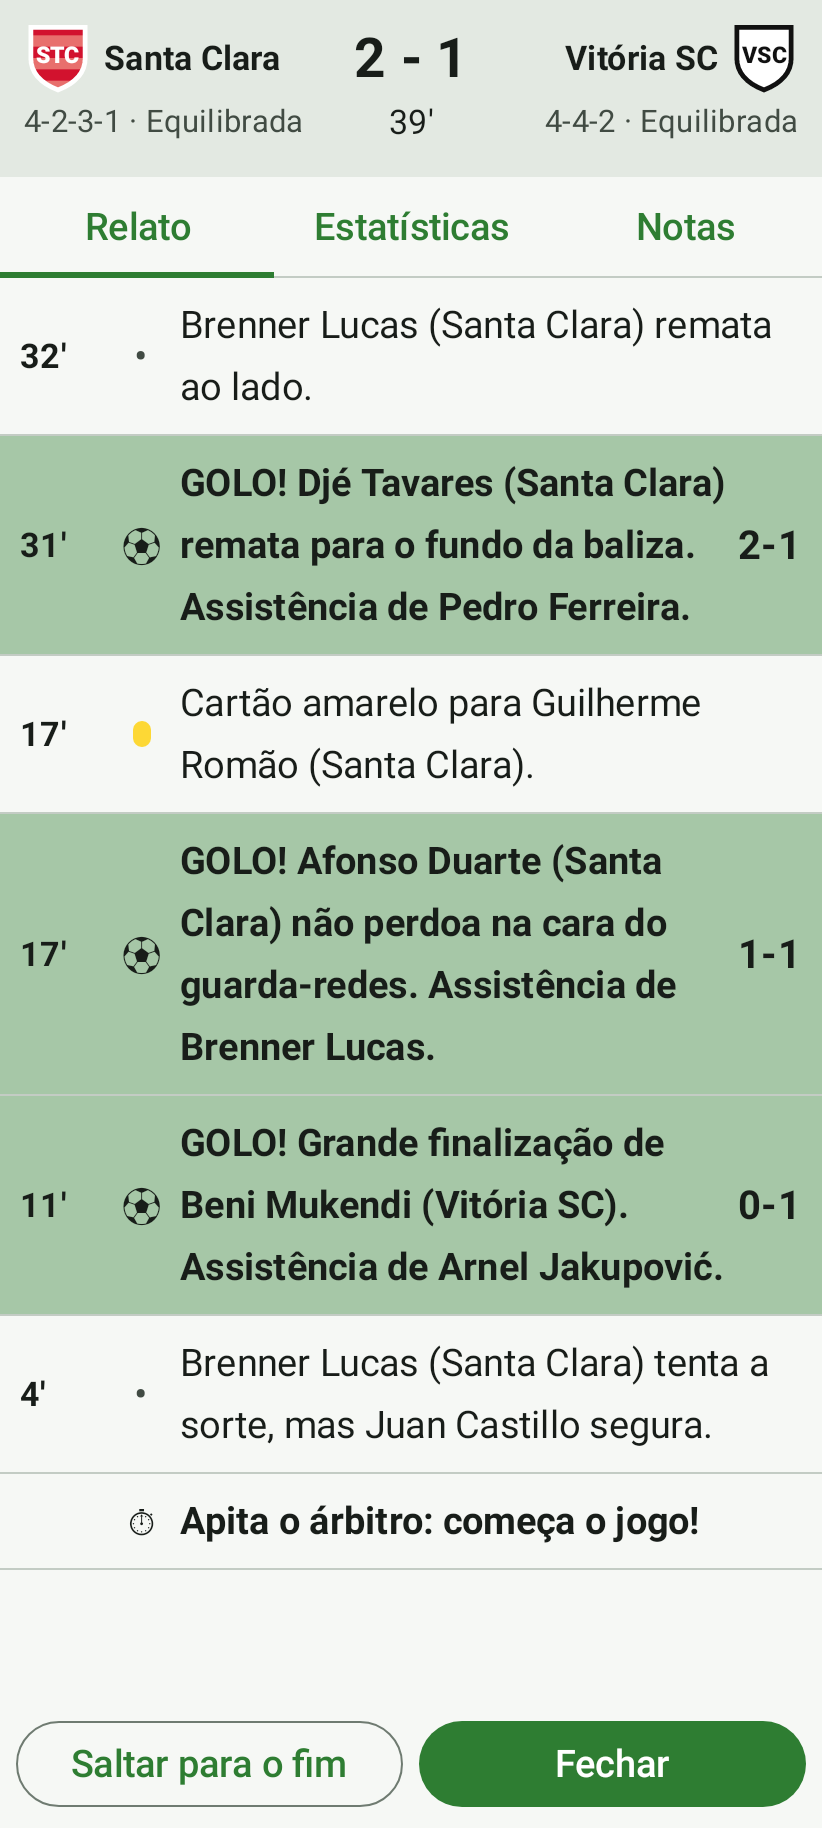 STC Santa Clara 2 - 1 Vitória SC VSC
4-2-3-1 · Equilibrada 39' 4-4-2 · Equilibrada
Relato Estatísticas Notas
32' Brenner Lucas (Santa Clara) remata
ao lado.
GOLO! Djé Tavares (Santa Clara)
31' remata para o fundo da baliza. 2-1
Assistência de Pedro Ferreira.
17' Cartão amarelo para Guilherme
Romão (Santa Clara).
GOLO! Afonso Duarte (Santa
Clara) não perdoa na cara do
17' guarda-redes. Assistência de 1-1
Brenner Lucas.
GOLO! Grande finalização de
11' Beni Mukendi (Vitória SC). 0-1
Assistência de Arnel Jakupović.
4' Brenner Lucas (Santa Clara) tenta a
sorte, mas Juan Castillo segura.
Apita o árbitro: começa o jogo!
Saltar para o fim Fechar